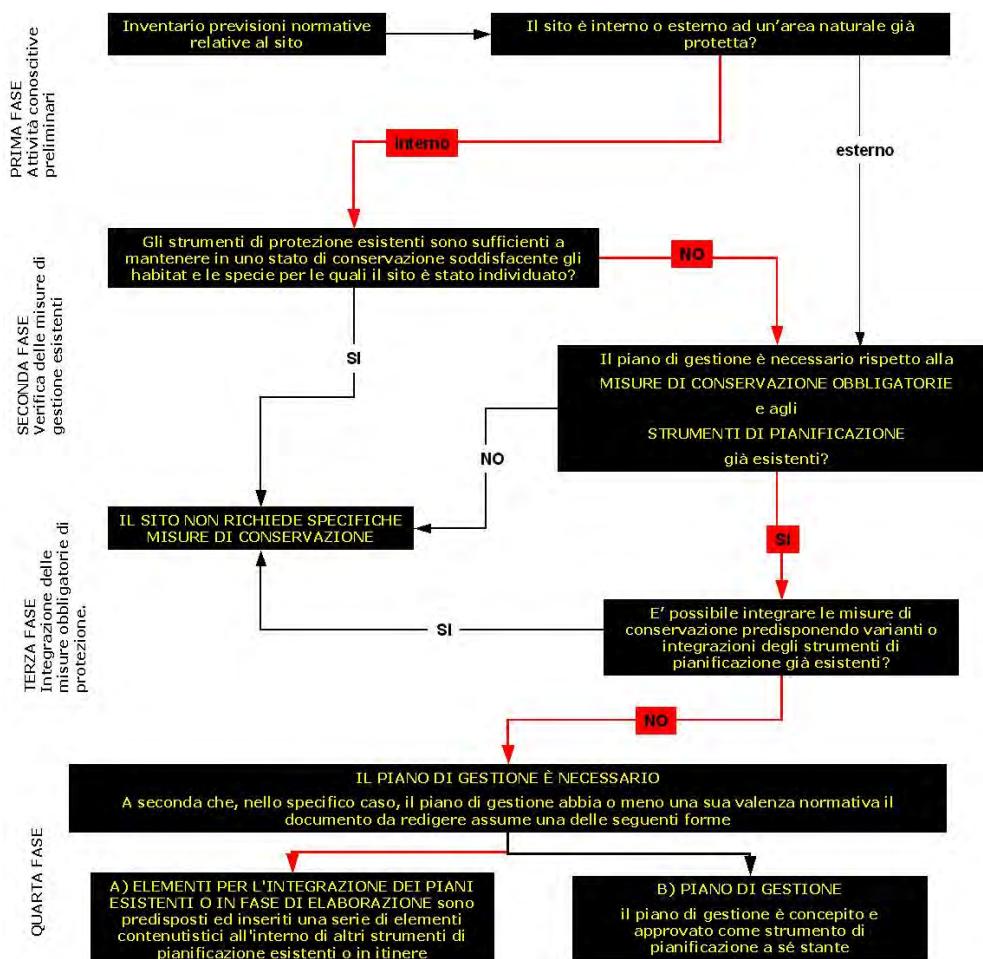 PRIMA FASE
Attività conoscitive
preliminari
Inventario previsioni normative
relative al sito
Il sito è interno o esterno ad un'area naturale già
protetta?
interno
esterno
SECONDA FASE
Verifica delle misure di
gestione esistenti
Gli strumenti di protezione esistenti sono sufficienti a
mantenere in uno stato di conservazione soddisfacente gli
habitat e le specie per le quali il sito è stato individuato?
NO
SI
Il piano di gestione è necessario rispetto alla
MISURE DI CONSERVAZIONE OBBLIGATORIE
e agli
STRUMENTI DI PIANIFICAZIONE
già esistenti?
NO
SI
TERZA FASE
Integrazione delle
misure obbligatorie di
protezione.
IL SITO NON RICHIEDE SPECIFICHE
MISURE DI CONSERVAZIONE
E' possibile integrare le misure di
conservazione predisponendo varianti o
integrazioni degli strumenti di
pianificazione già esistenti?
SI
NO
QUARTA FASE
IL PIANO DI GESTIONE È NECESSARIO
A seconda che, nello specifico caso, il piano di gestione abbia o meno una sua valenza normativa il
documento da redigere assume una delle seguenti forme
A) ELEMENTI PER L'INTEGRAZIONE DEI PIANI
ESISTENTI O IN FASE DI ELABORAZIONE sono
predisposti ed inseriti una serie di elementi
contenutistici all'interno di altri strumenti di
pianificazione esistenti o in itinere
B) PIANO DI GESTIONE
il piano di gestione è concepito e
approvato come strumento di
pianificazione a sé stante